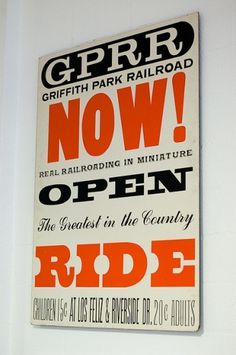 GPRR
GRIFFITH PARK RAILROAD
NOW!
REAL RAILROADING IN MINIATURE
OPEN
The Greatest in the Country
RIDE
CHILDREN 15¢ AT LOS FELIZ & RIVERSIDE DR. 20¢ ADULTS